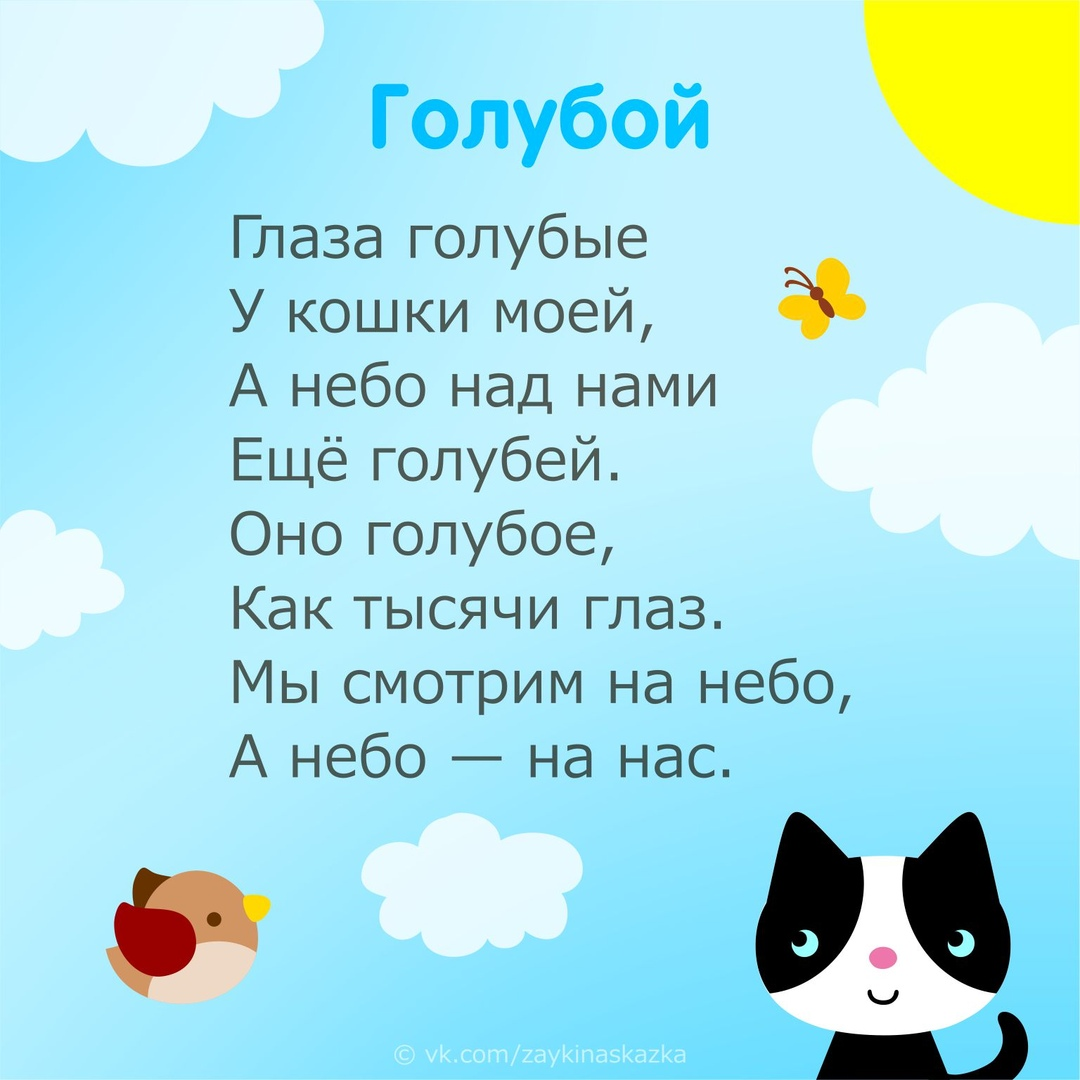 Голубой
Глаза голубые
У кошки моей,
А небо над нами
Ещё голубей.
Оно голубое,
Как тысячи глаз.
Мы смотрим на небо,
А небо — на нас.
© vk.com/zaykinaskazka